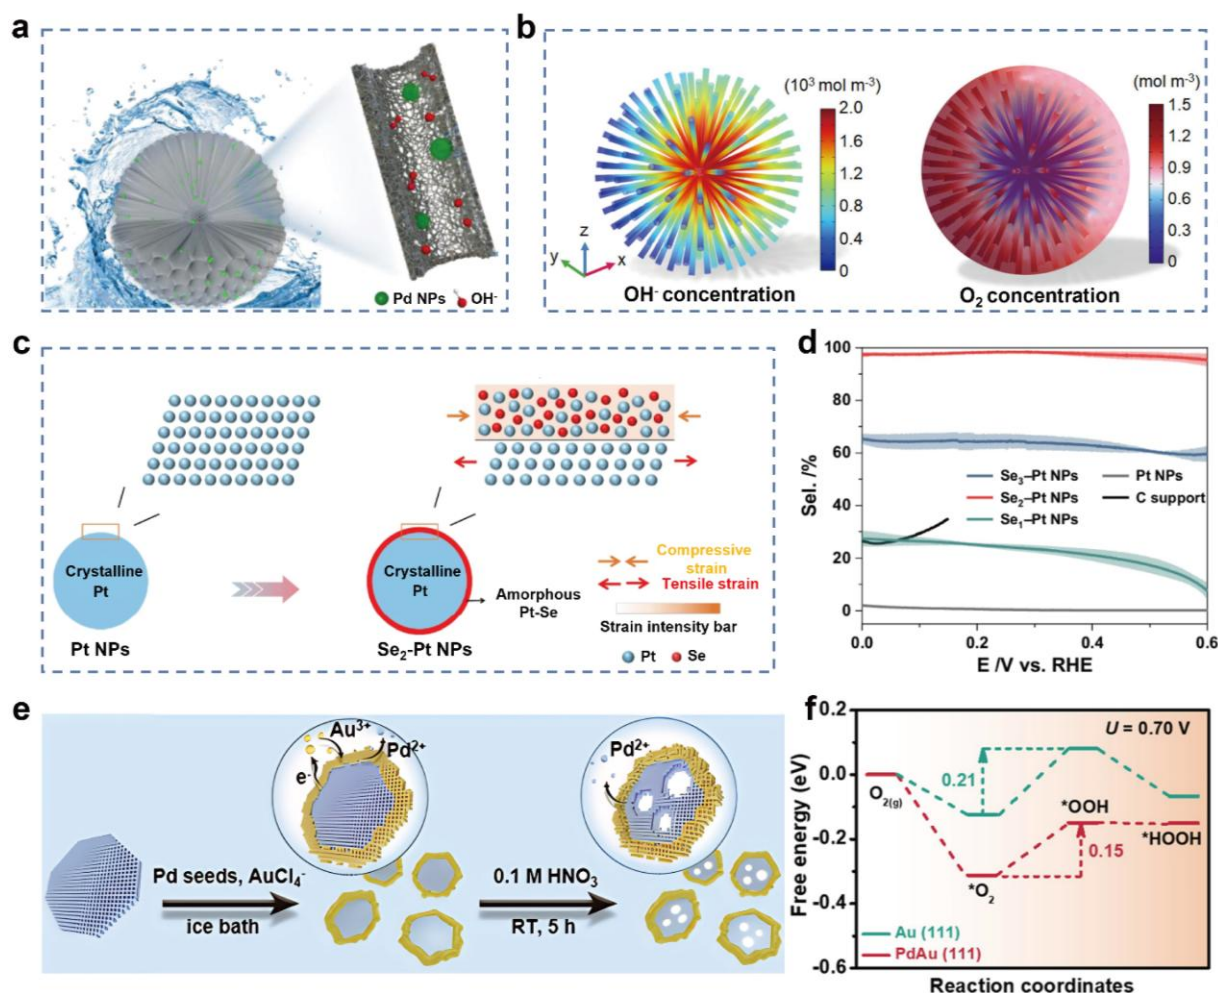 a
Pd NPs
OH-
b
(10³ mol m-³)
2.0
1.6
1.2
0.8
0.4
0
z
y
x
OH- concentration
(mol m-³)
1.5
1.2
0.9
0.6
0.3
0
O₂ concentration
c
Crystalline
Pt
Pt NPs
Crystalline
Pt
Amorphous
Pt-Se
Se₂-Pt NPs
Compressive
strain
Tensile strain
Strain intensity bar
Pt
Se
d
Sel. /%
100
80
60
40
20
0
Se₃–Pt NPs
Se₂–Pt NPs
Se₁–Pt NPs
Pt NPs
C support
0.0
0.2
0.4
0.6
E /V vs. RHE
e
Au³⁺
Pd²⁺
e-
Pd seeds, AuCl₄⁻
ice bath
Pd²⁺
0.1 M HNO₃
RT, 5 h
f
Free energy (eV)
0.2
0.0
-0.2
-0.4
-0.6
U = 0.70 V
O₂(g)
0.21
*OOH
*HOOH
0.15
*O₂
Au (111)
PdAu (111)
Reaction coordinates